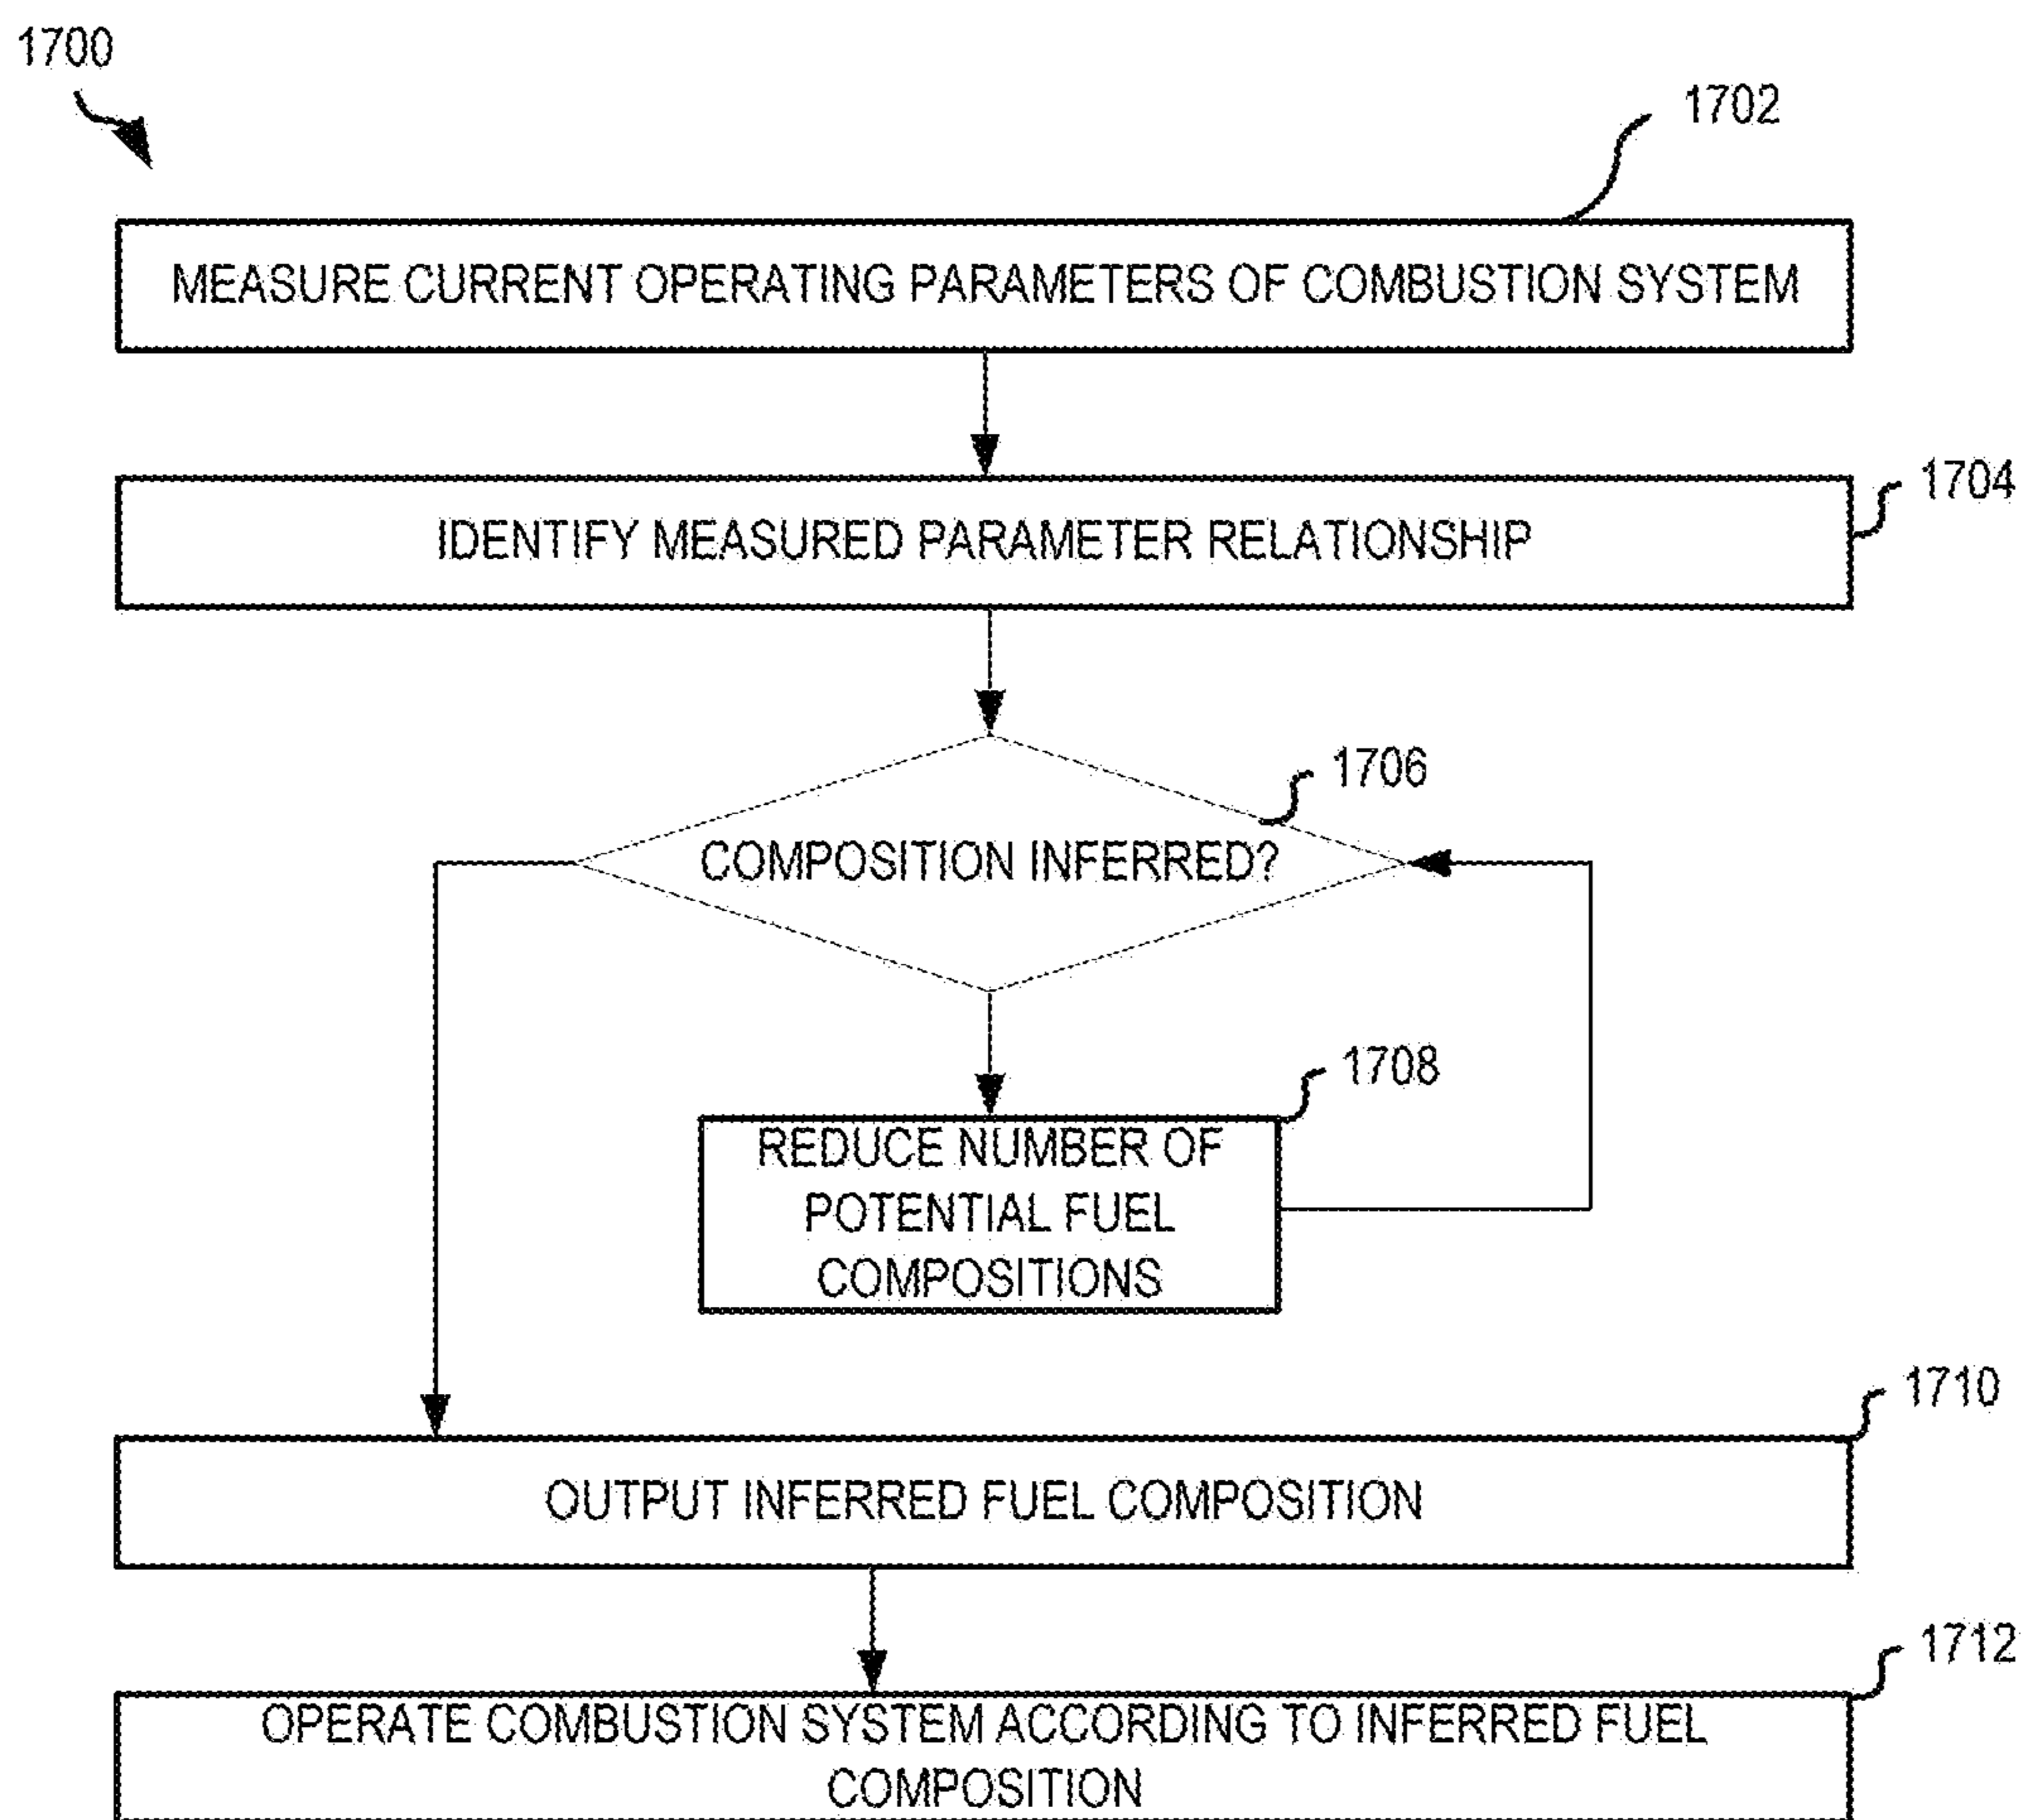 1700
1702
MEASURE CURRENT OPERATING PARAMETERS OF COMBUSTION SYSTEM
1704
IDENTIFY MEASURED PARAMETER RELATIONSHIP
1706
COMPOSITION INFERRED?
1708
REDUCE NUMBER OF
POTENTIAL FUEL
COMPOSITIONS
1710
OUTPUT INFERRED FUEL COMPOSITION
1712
OPERATE COMBUSTION SYSTEM ACCORDING TO INFERRED FUEL
COMPOSITION